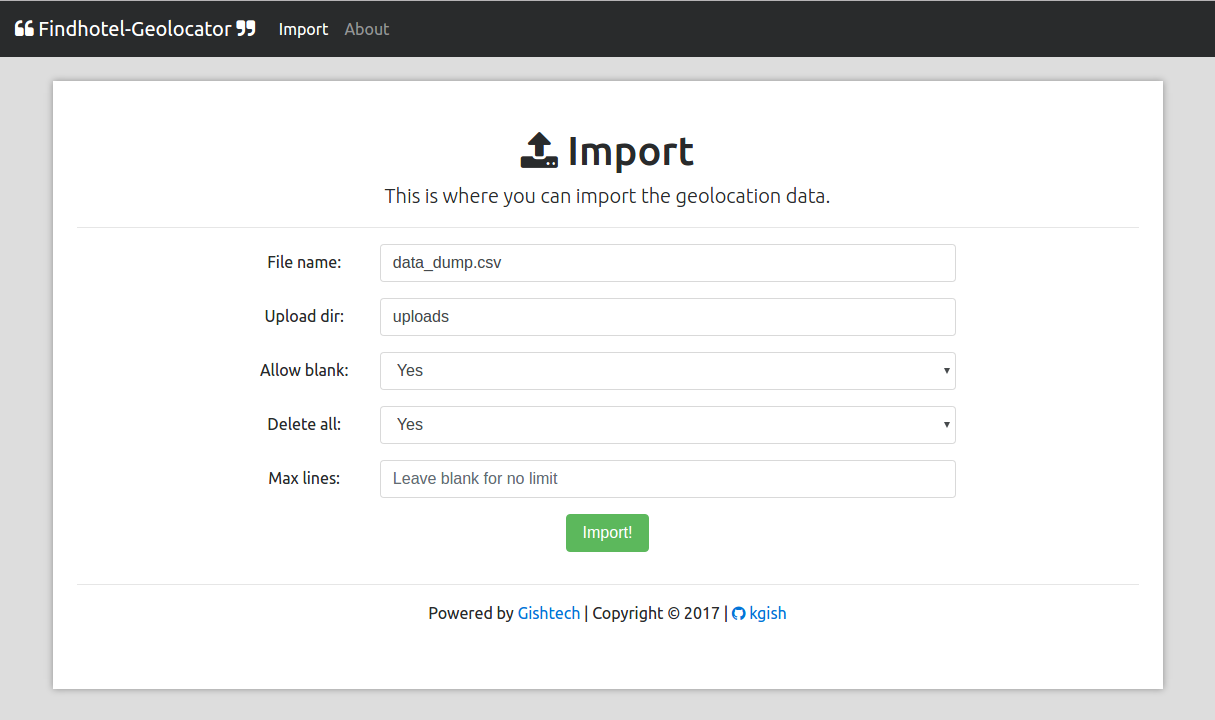 Findhotel-Geolocator Import About
Import
This is where you can import the geolocation data.
File name: data_dump.csv
Upload dir: uploads
Allow blank: Yes
Delete all: Yes
Max lines: Leave blank for no limit
Import!
Powered by Gishtech | Copyright © 2017 | kgish